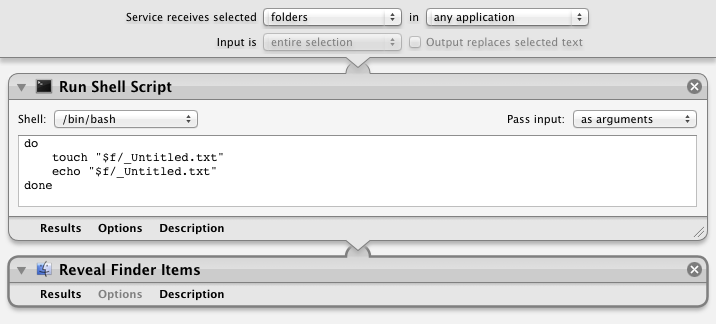 Service receives selected folders in any application
Input is entire selection Output replaces selected text
Run Shell Script
Shell: /bin/bash Pass input: as arguments
do
    touch "$f/_Untitled.txt"
    echo "$f/_Untitled.txt"
done
Results Options Description
Reveal Finder Items
Results Options Description